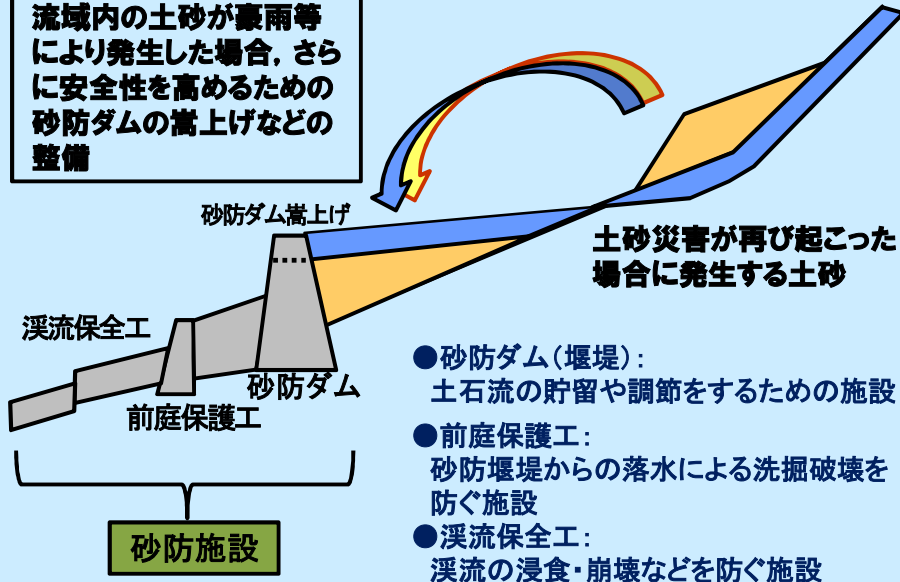 流域内の土砂が豪雨等
により発生した場合，さら
に安全性を高めるための
砂防ダムの嵩上げなどの
整備
砂防ダム嵩上げ
土砂災害が再び起こった
場合に発生する土砂
渓流保全工
砂防ダム
前庭保護工
砂防施設
●砂防ダム（堰堤）：
土石流の貯留や調節をするための施設
●前庭保護工：
砂防堰堤からの落水による洗掘破壊を
防ぐ施設
●渓流保全工：
渓流の浸食・崩壊などを防ぐ施設